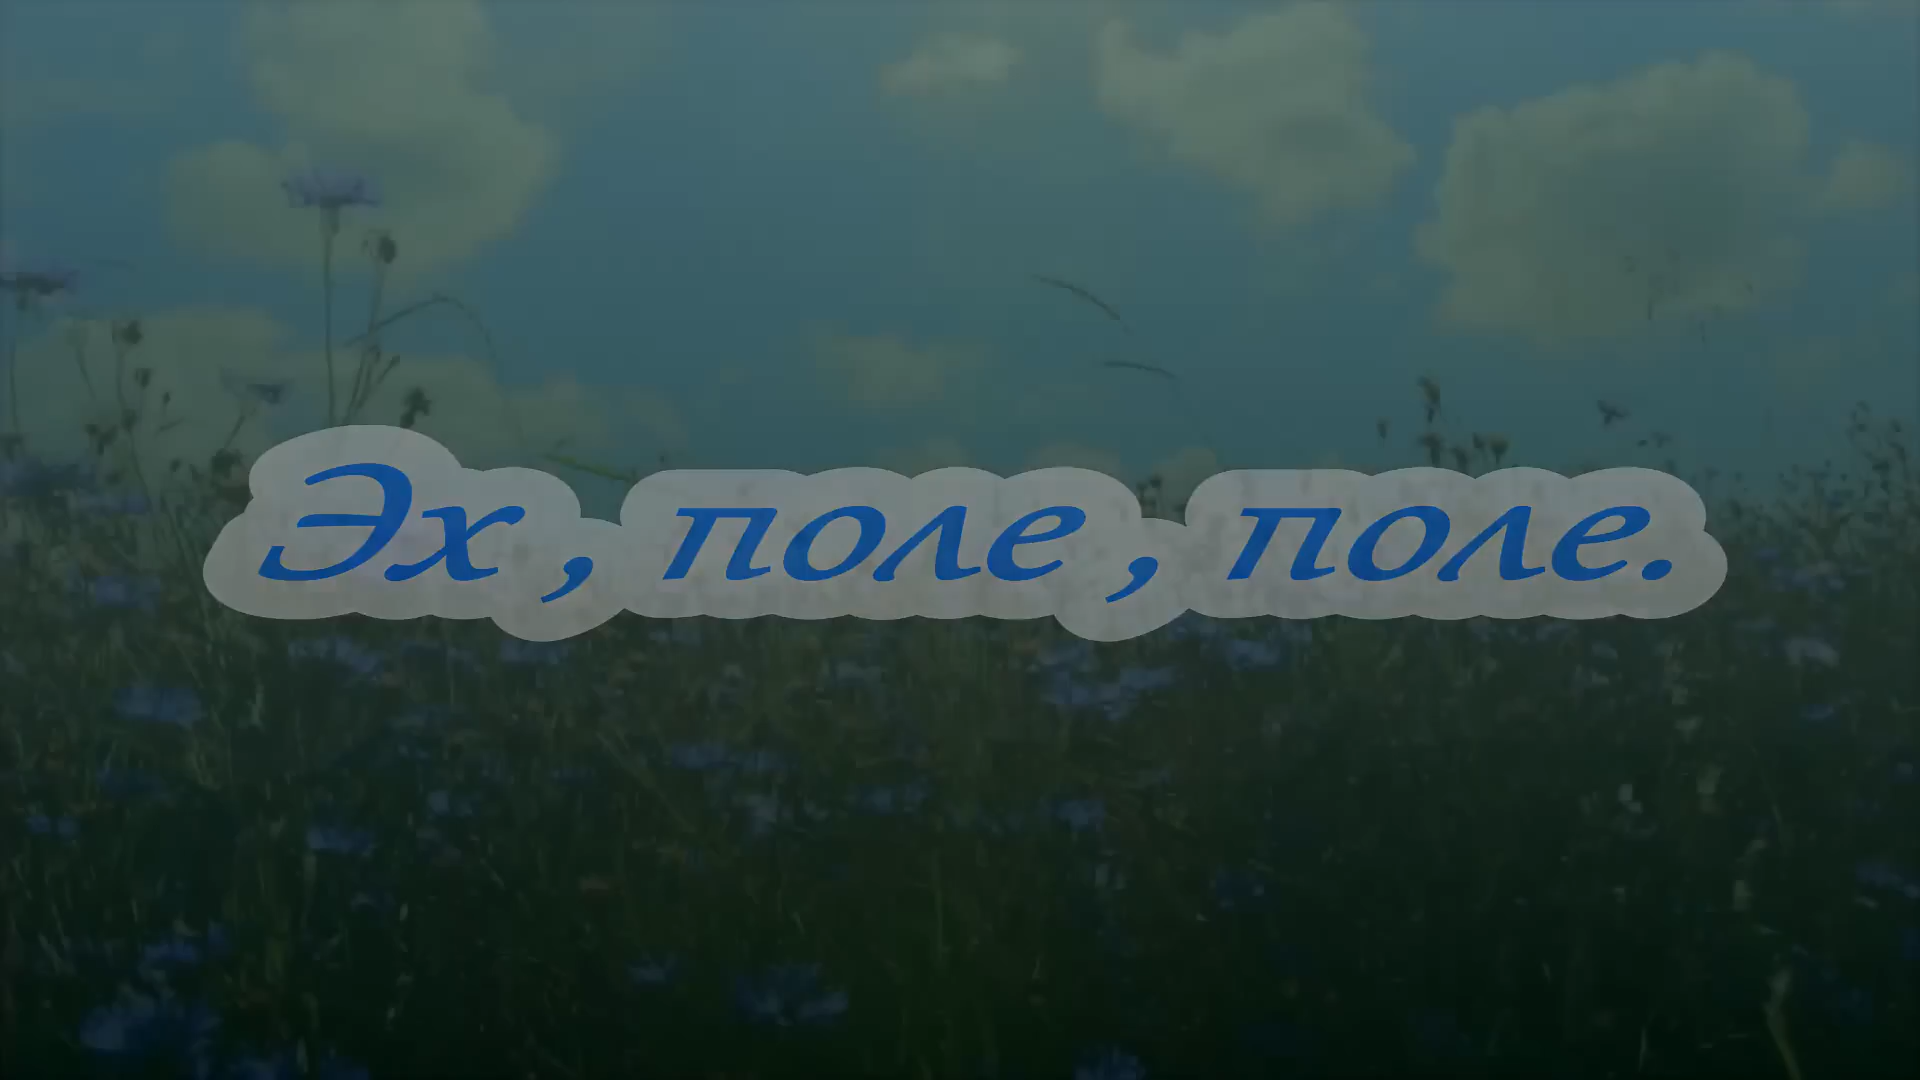 Эх , поле , поле.